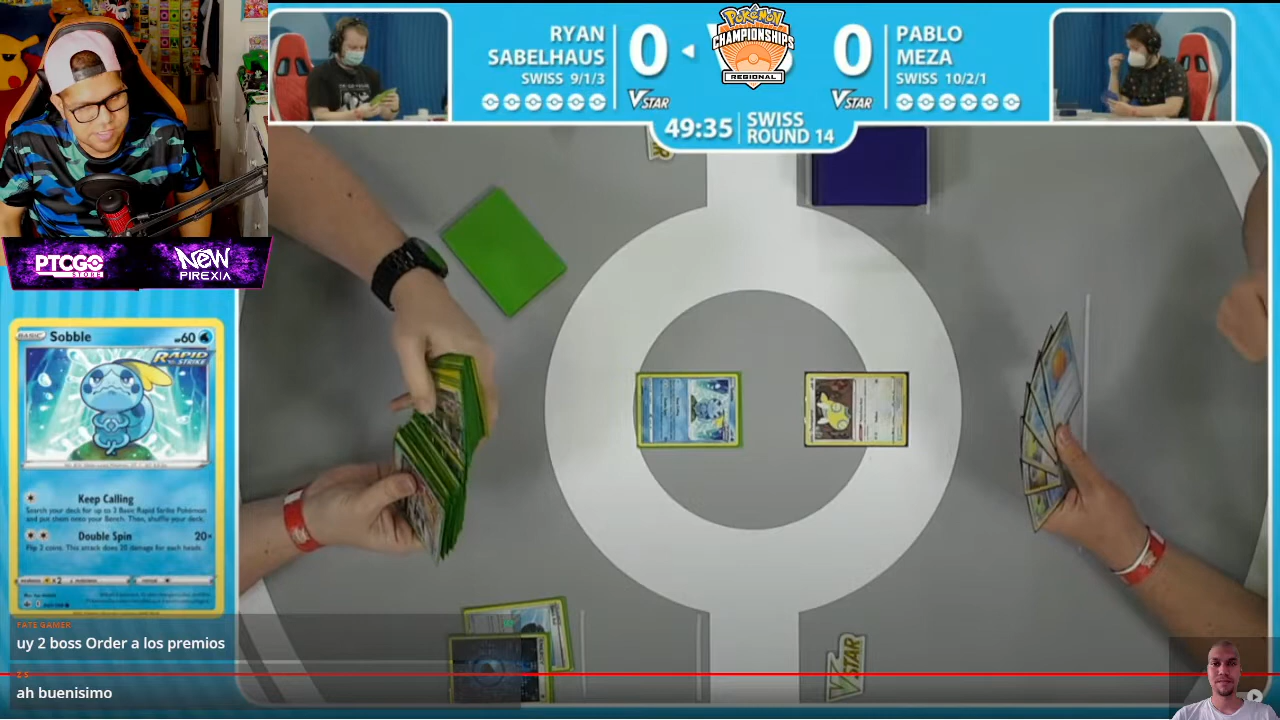 RYAN
SABELHAUS
SWISS 9/1/3
0
VSTAR
Pokémon
CHAMPIONSHIPS
REGIONAL
0
VSTAR
PABLO
MEZA
SWISS 10/2/1
49:35
SWISS
ROUND 14
PTCGO
STORE
NEW
PIREXIA
BASIC
Sobble
HP60
RAPID
Keep Calling
Search your deck for up to 3 Basic Rapid Strike Pokémon
and put them onto your Bench. Then, shuffle your deck.
Double Spin 20×
Flip 2 coins. This attack does 20 damage for each heads.
×2
FATE GAMER
uy 2 boss Order a los premios
ah buenisimo
VSTAR